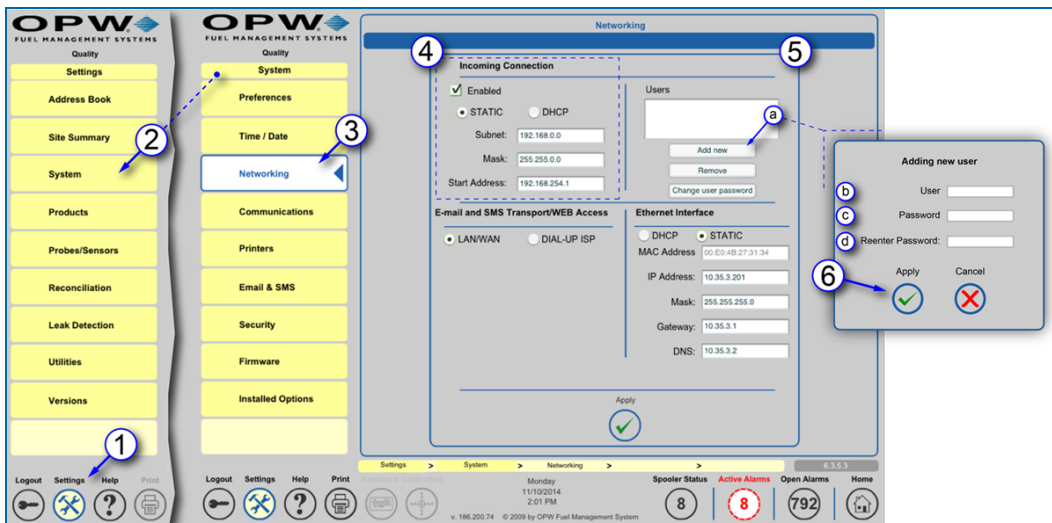 OPW
FUEL MANAGEMENT SYSTEMS
Quality
Settings
Address Book
Site Summary
System
Products
Probes/Sensors
Reconciliation
Leak Detection
Utilities
Versions
Logout Settings Help Print
1
2
OPW
FUEL MANAGEMENT SYSTEMS
Quality
System
Preferences
Time / Date
Networking
Communications
Printers
Email & SMS
Security
Firmware
Installed Options
Logout Settings Help Print
3
Networking
4
Incoming Connection
Enabled
STATIC DHCP
Subnet: 192.168.0.0
Mask: 255.255.0.0
Start Address: 192.168.254.1
5
Users
a
Add new
Remove
Change user password
E-mail and SMS Transport/WEB Access
LAN/WAN DIAL-UP ISP
Ethernet Interface
DHCP STATIC
MAC Address 00:E0:4B:27:31:34
IP Address: 10.35.3.201
Mask: 255.255.255.0
Gateway: 10.35.3.1
DNS: 10.35.3.2
Apply
Adding new user
b User
c Password
d Reenter Password:
Apply Cancel
6
Settings > System > Networking > >
6.3.5.3
Keyboard Calibration
Monday
11/10/2014
2:01 PM
v. 186.200.74 © 2009 by OPW Fuel Management System
Spooler Status Active Alarms Open Alarms Home
8 8 792